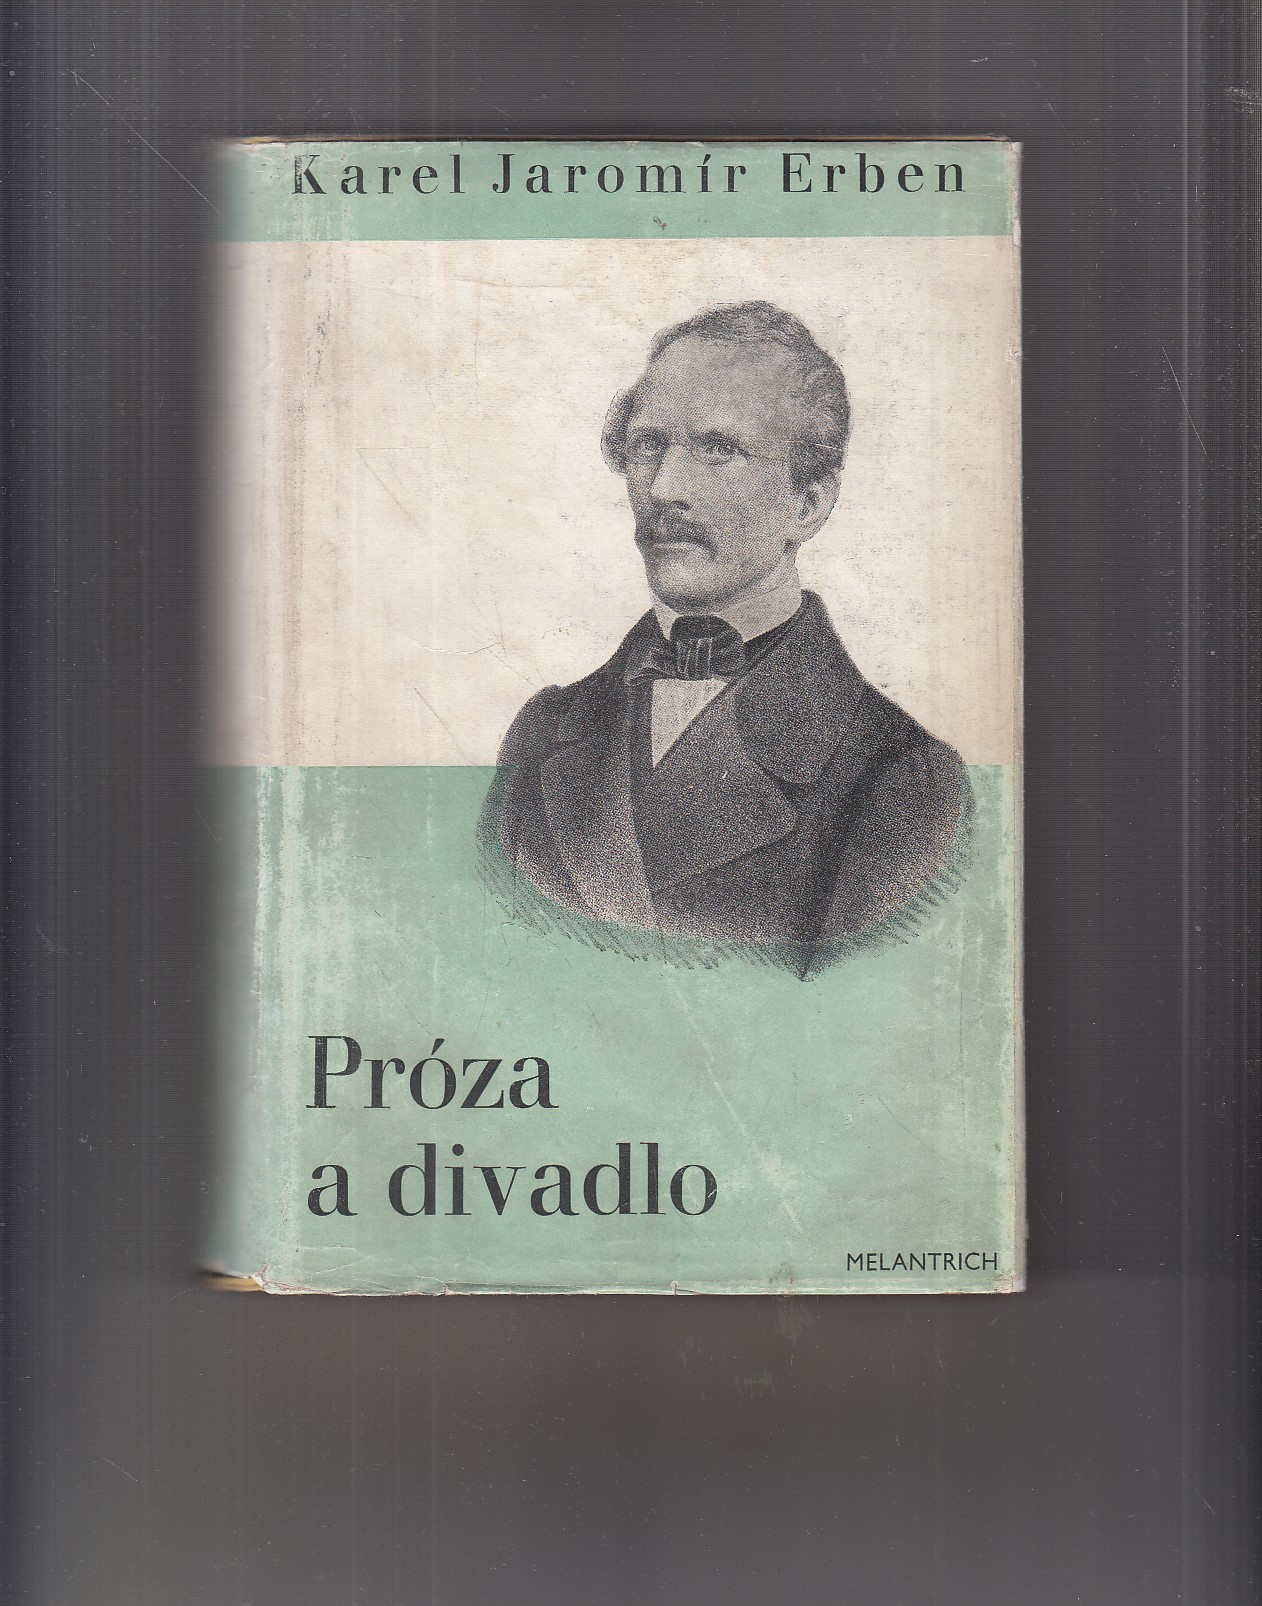 Karel Jaromír Erben
Próza
a divadlo
MELANTRICH